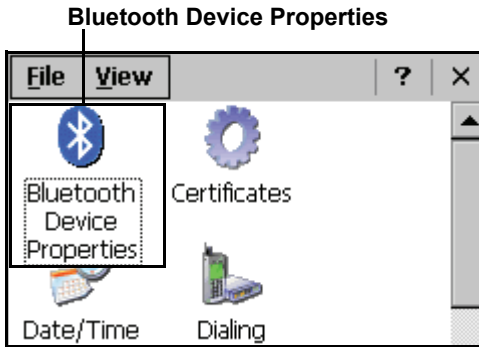 Bluetooth Device Properties
File View ? ×
Bluetooth
Device
Properties
Certificates
Date/Time
Dialing